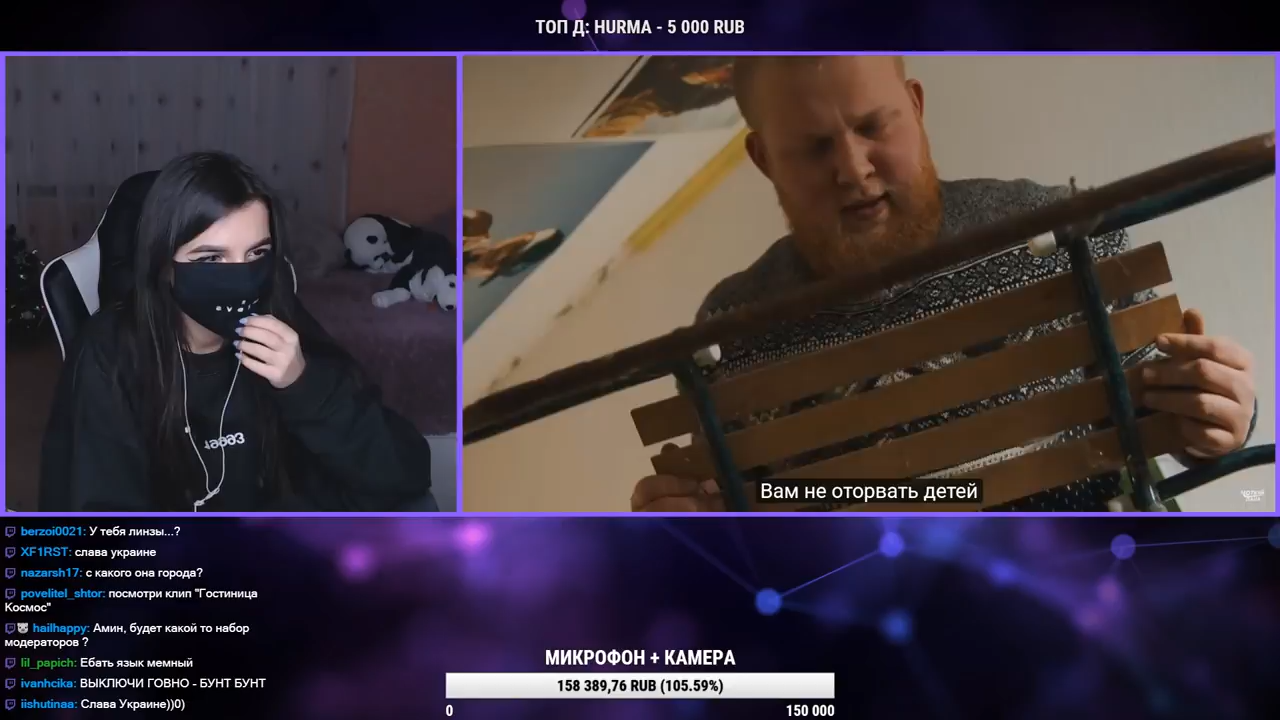 ТОП Д: HURMA - 5 000 RUB
Вам не оторвать детей
berzoi0021: У тебя линзы...?
XF1RST: слава украине
nazarsh17: с какого она города?
povelitel_shtor: посмотри клип "Гостиница
Космос"
hailhappy: Амин, будет какой то набор
модераторов ?
lil_papich: Ебать язык мемный
ivanhcika: ВЫКЛЮЧИ ГОВНО - БУНТ БУНТ
iishutinaa: Слава Украине))0)
МИКРОФОН + КАМЕРА
158 389,76 RUB (105.59%)
0
150 000